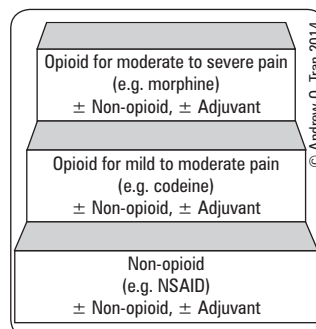 Opioid for moderate to severe pain
(e.g. morphine)
± Non-opioid, ± Adjuvant
Opioid for mild to moderate pain
(e.g. codeine)
± Non-opioid, ± Adjuvant
Non-opioid
(e.g. NSAID)
± Non-opioid, ± Adjuvant
© Andrew Q. Tran 2014